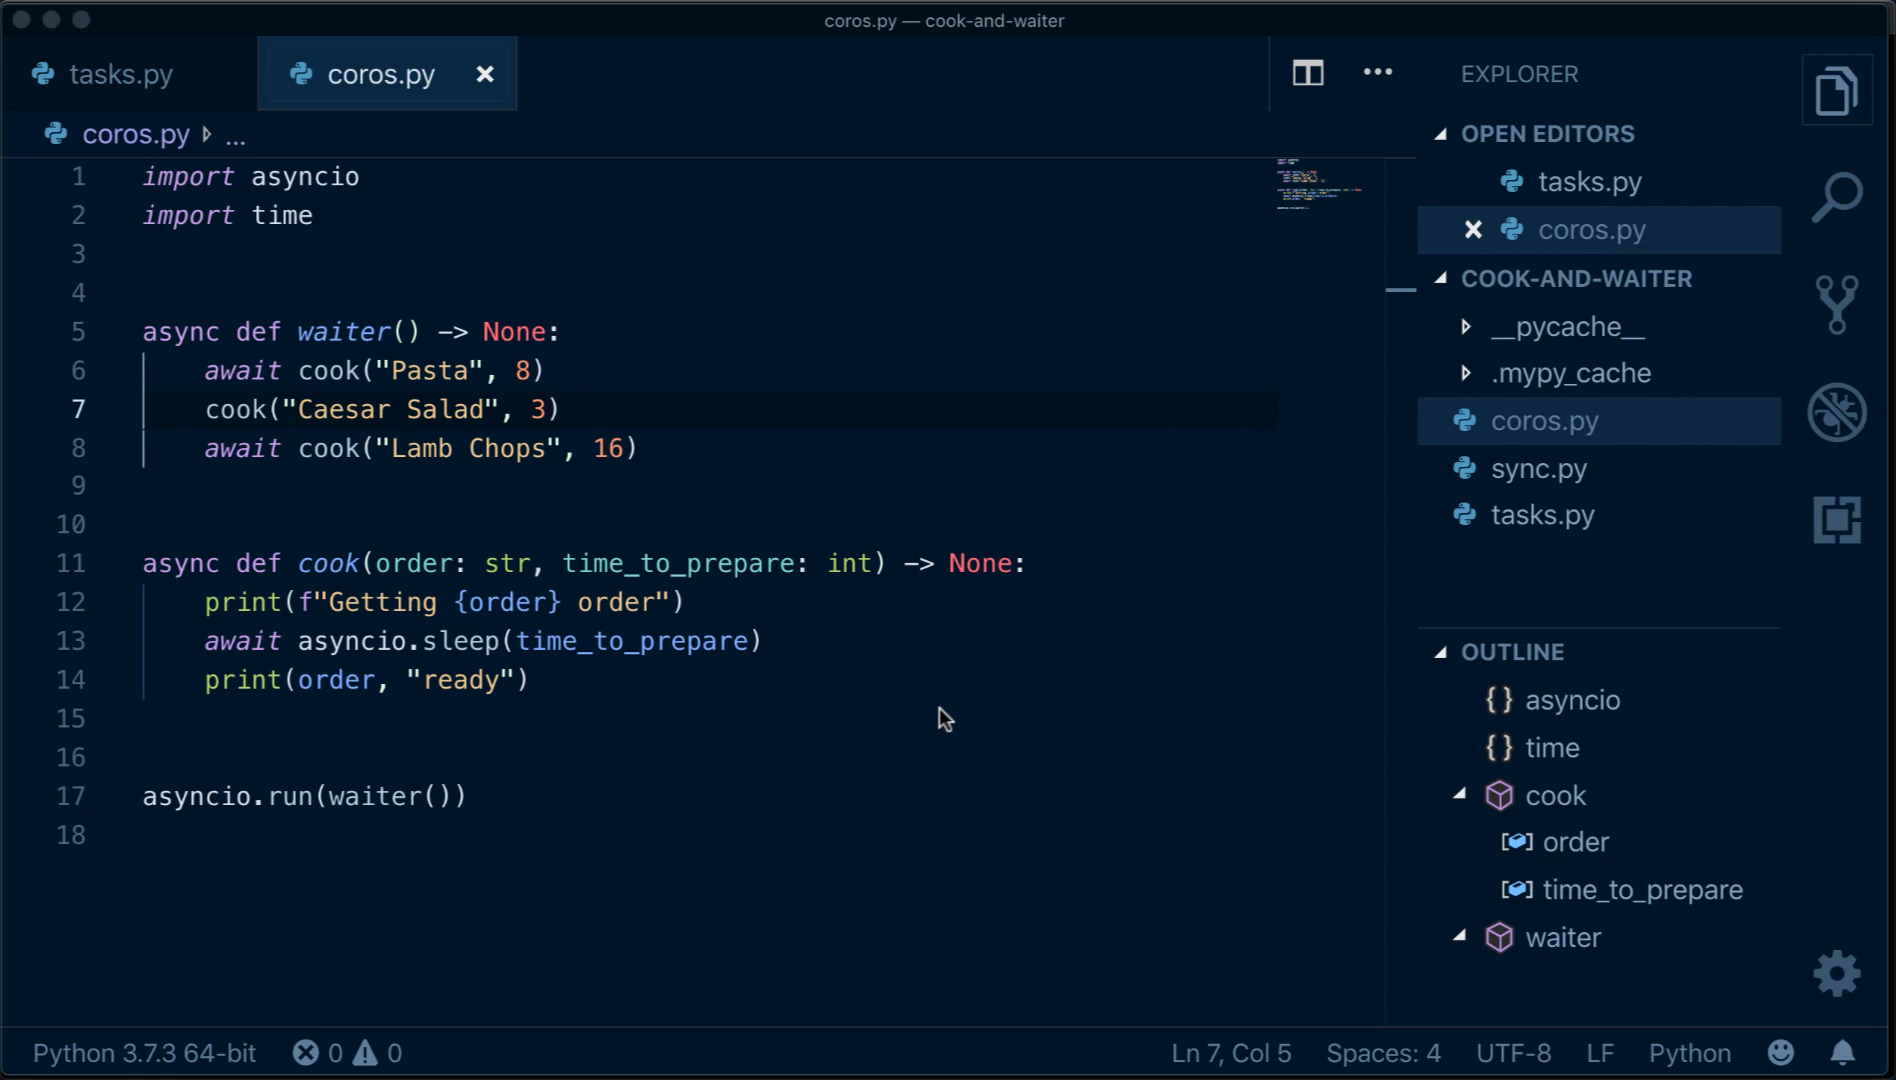 coros.py — cook-and-waiter
tasks.py
coros.py
coros.py ...
1 import asyncio
2 import time
3
4
5 async def waiter() -> None:
6 await cook("Pasta", 8)
7 cook("Caesar Salad", 3)
8 await cook("Lamb Chops", 16)
9
10
11 async def cook(order: str, time_to_prepare: int) -> None:
12 print(f"Getting {order} order")
13 await asyncio.sleep(time_to_prepare)
14 print(order, "ready")
15
16
17 asyncio.run(waiter())
18
EXPLORER
OPEN EDITORS
tasks.py
coros.py
COOK-AND-WAITER
__pycache__
.mypy_cache
coros.py
sync.py
tasks.py
OUTLINE
{} asyncio
{} time
cook
order
time_to_prepare
waiter
Python 3.7.3 64-bit 0 0 Ln 7, Col 5 Spaces: 4 UTF-8 LF Python